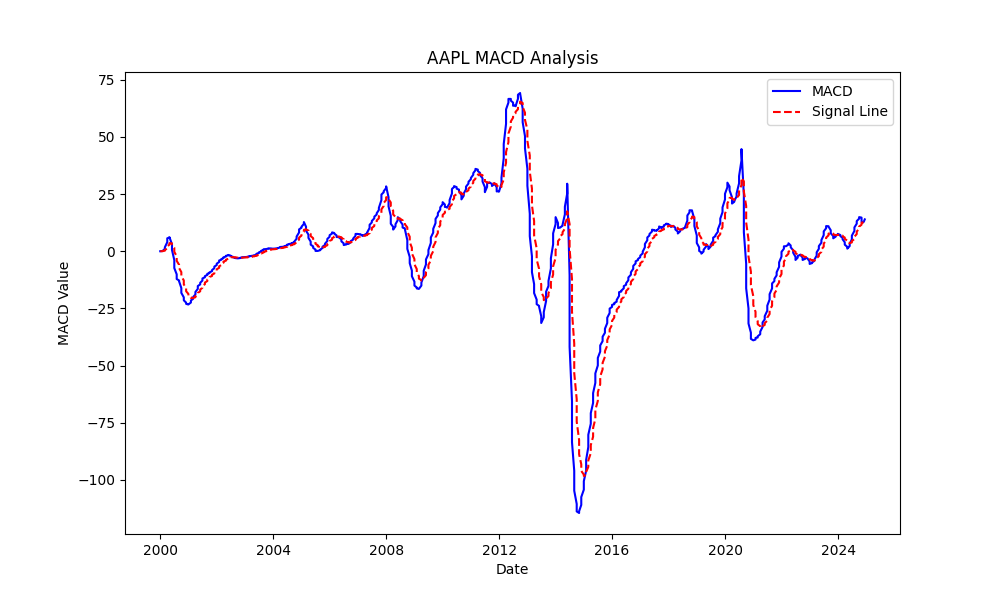 AAPL MACD Analysis
MACD
Signal Line
75
50
25
0
−25
−50
−75
−100
MACD Value
2000 2004 2008 2012 2016 2020 2024
Date